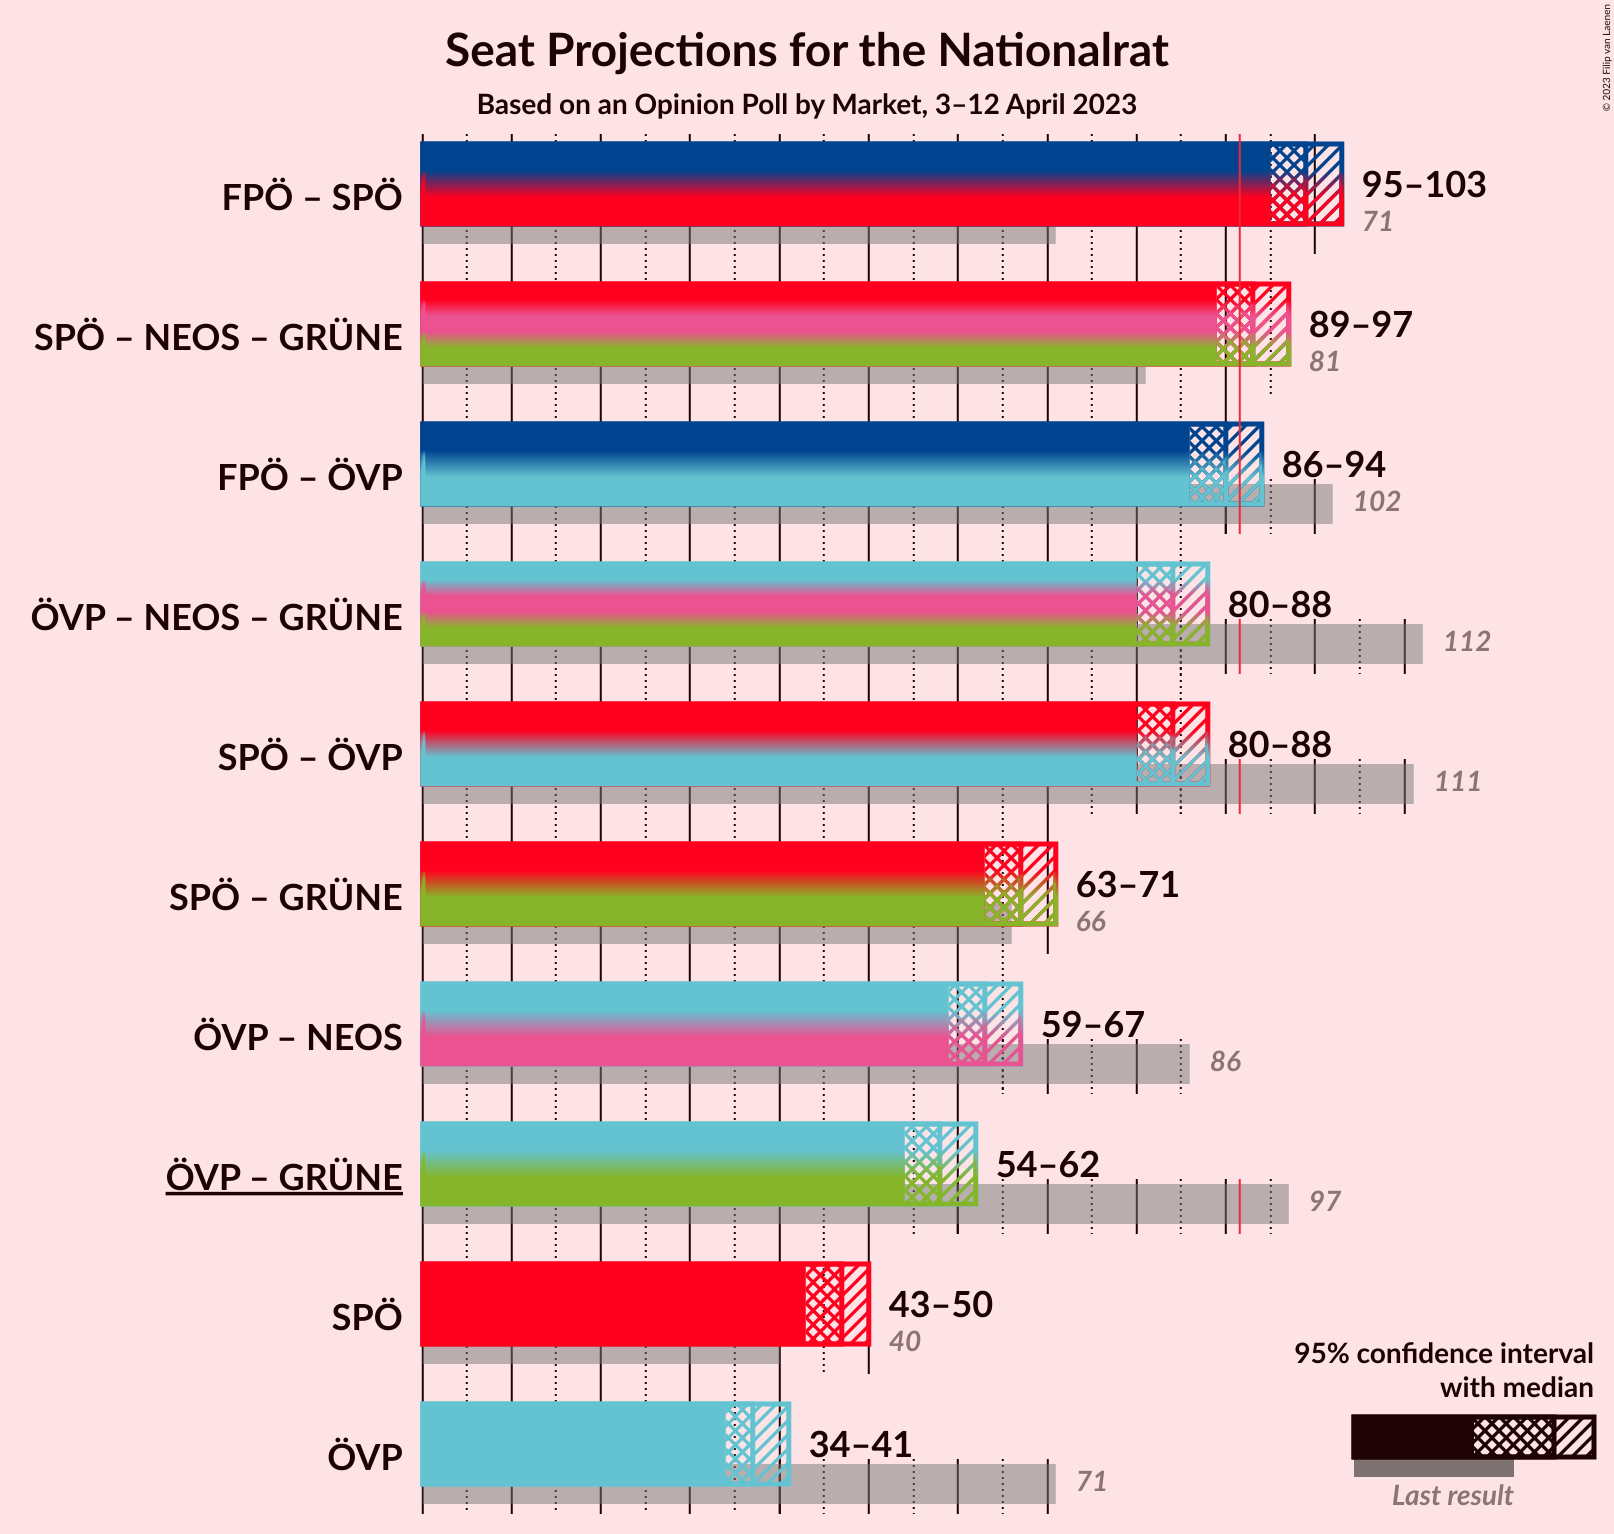 Seat Projections for the Nationalrat
Based on an Opinion Poll by Market, 3–12 April 2023
© 2023 Filip van Laenen
FPÖ – SPÖ
95–103
71
SPÖ – NEOS – GRÜNE
89–97
81
FPÖ – ÖVP
86–94
102
ÖVP – NEOS – GRÜNE
80–88
112
SPÖ – ÖVP
80–88
111
SPÖ – GRÜNE
63–71
66
ÖVP – NEOS
59–67
86
ÖVP – GRÜNE
54–62
97
SPÖ
43–50
40
ÖVP
34–41
71
95% confidence interval
with median
Last result